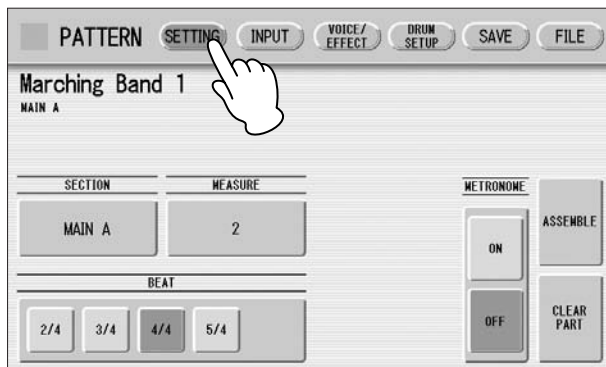 PATTERN SETTING INPUT VOICE/ EFFECT DRUM SETUP SAVE FILE
Marching Band 1
MAIN A
SECTION MEASURE METRONOME
MAIN A 2 ASSEMBLE
ON
BEAT
2/4 3/4 4/4 5/4 OFF CLEAR PART